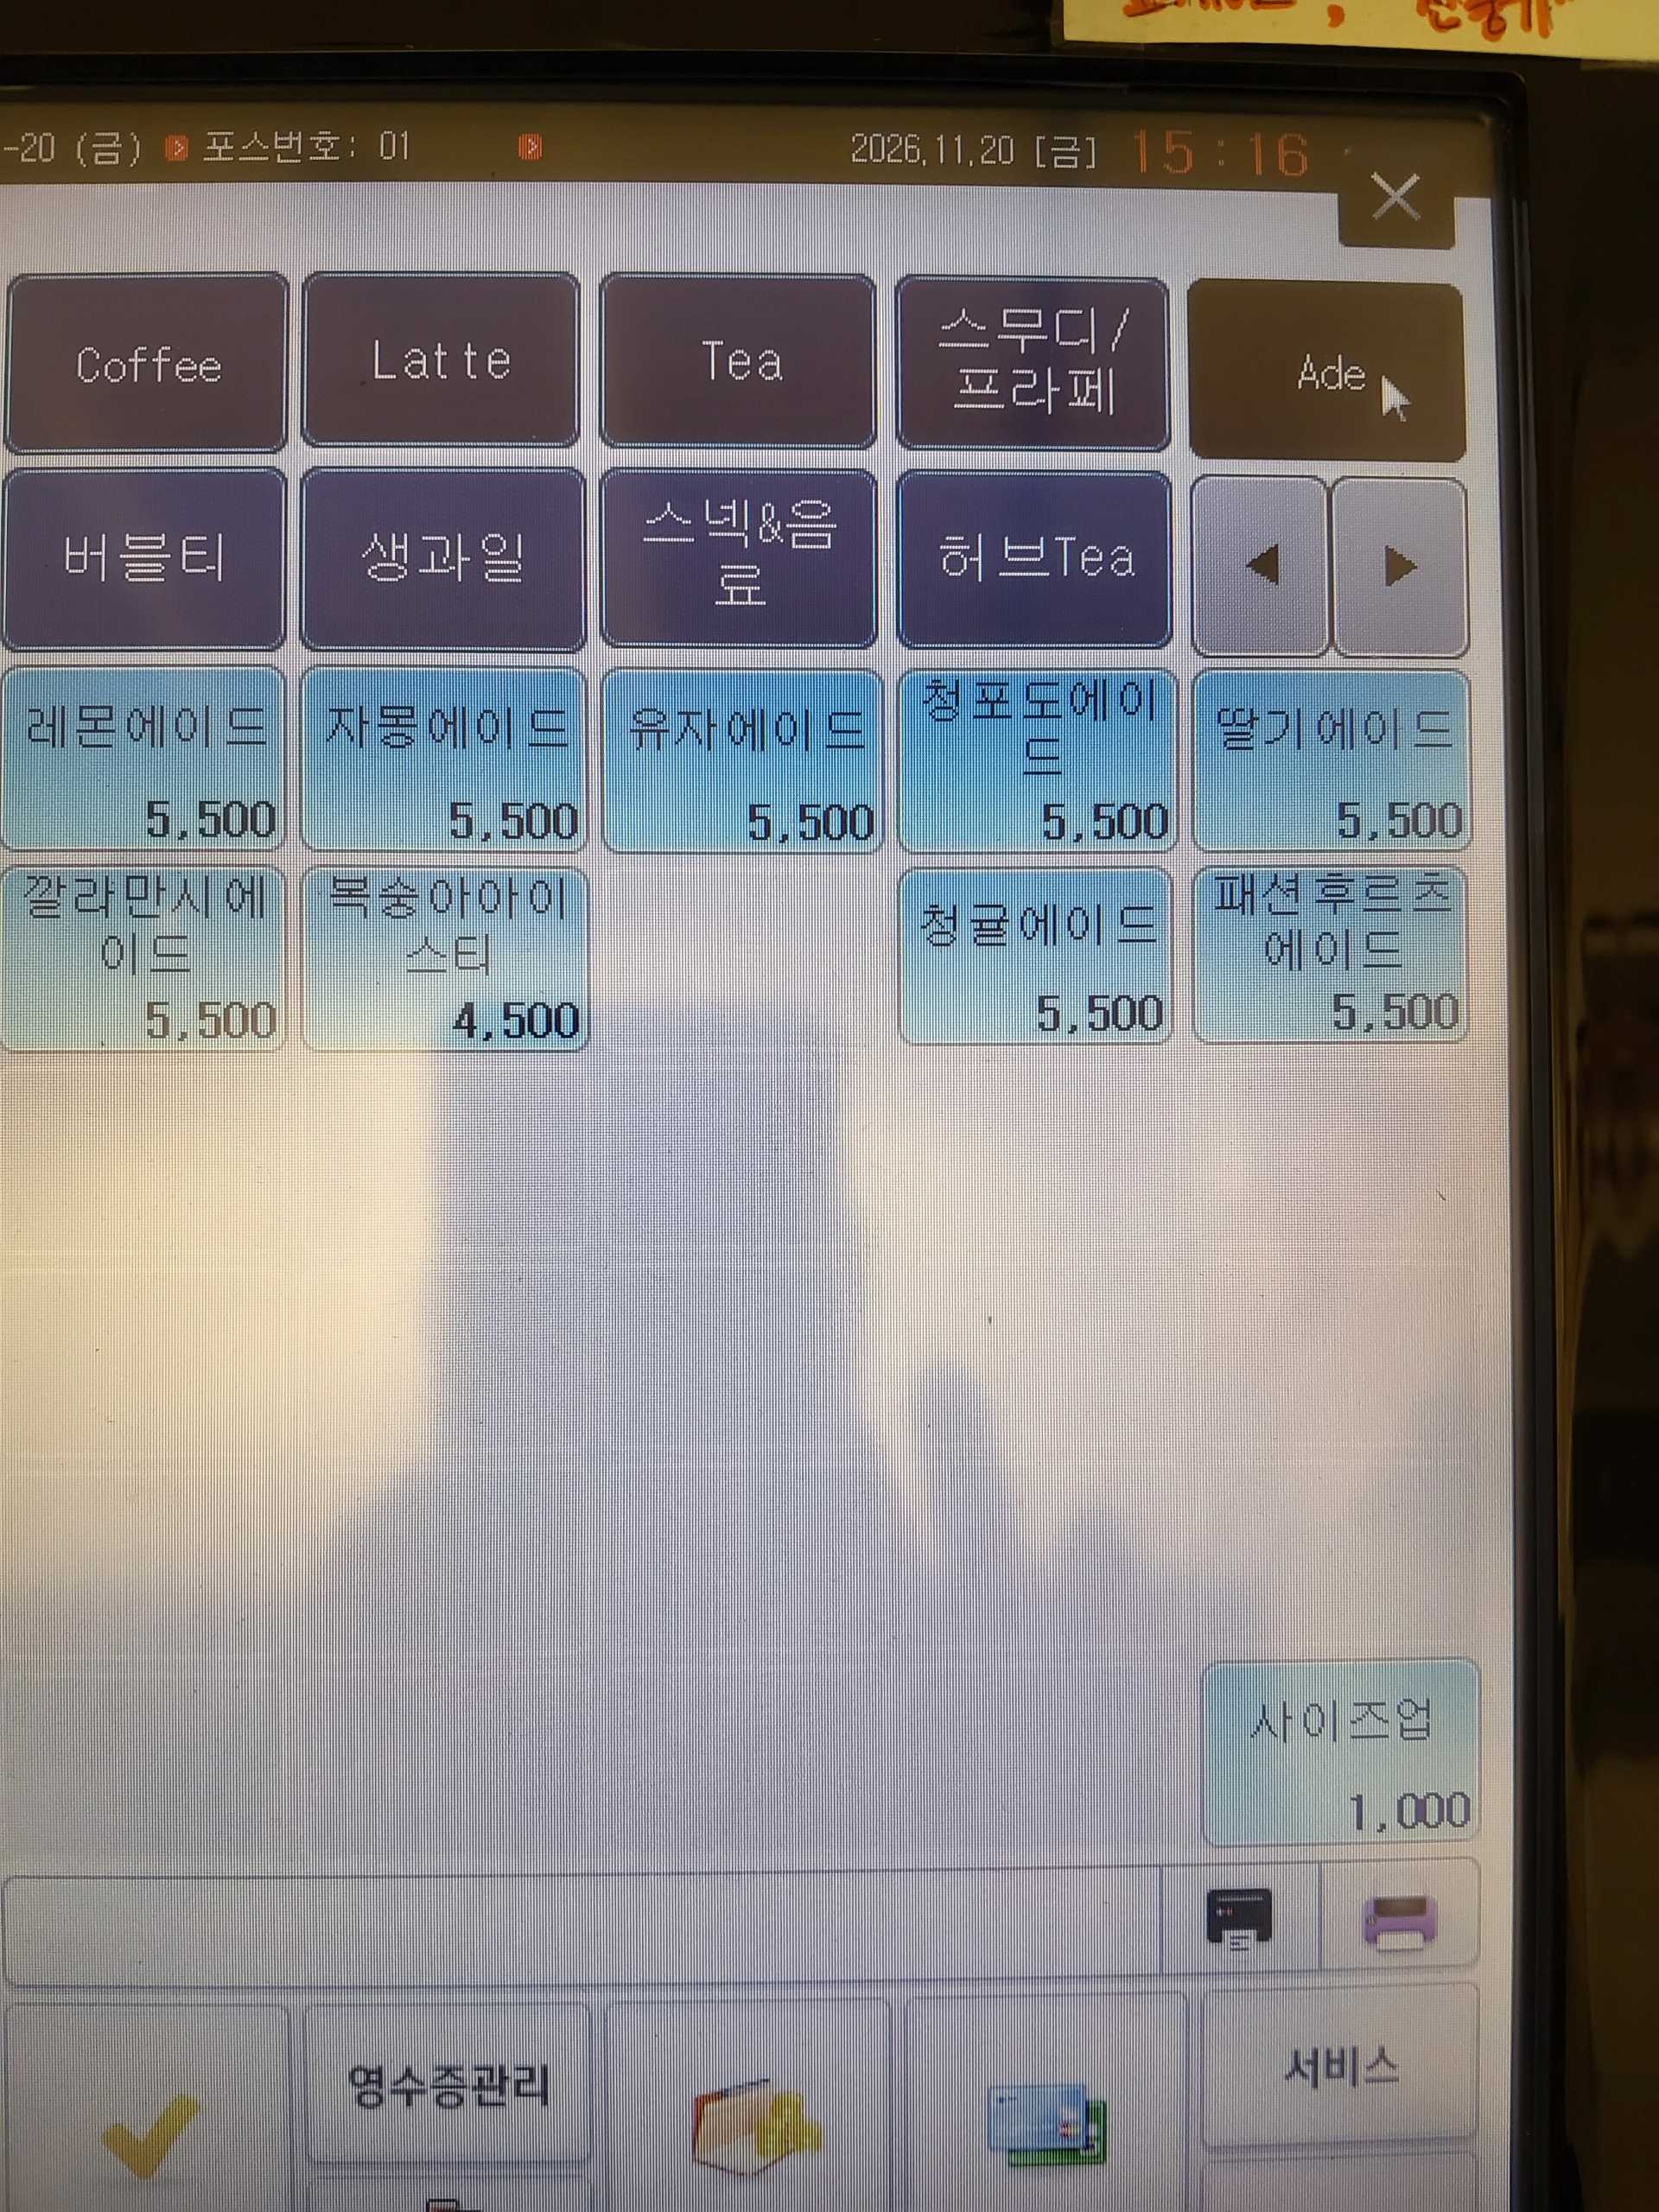 -20 (금) 포스번호: 01 2026.11.20 [금] 15:16
Coffee Latte Tea 스무디/프라페 Ade
버블티 생과일 스넥&음료 허브Tea
레몬에이드 자몽에이드 유자에이드 청포도에이드 딸기에이드
5,500 5,500 5,500 5,500 5,500
깔라만시에이드 복숭아아이스티 청귤에이드 패션후르츠에이드
5,500 4,500 5,500 5,500
사이즈업
1,000
영수증관리 서비스